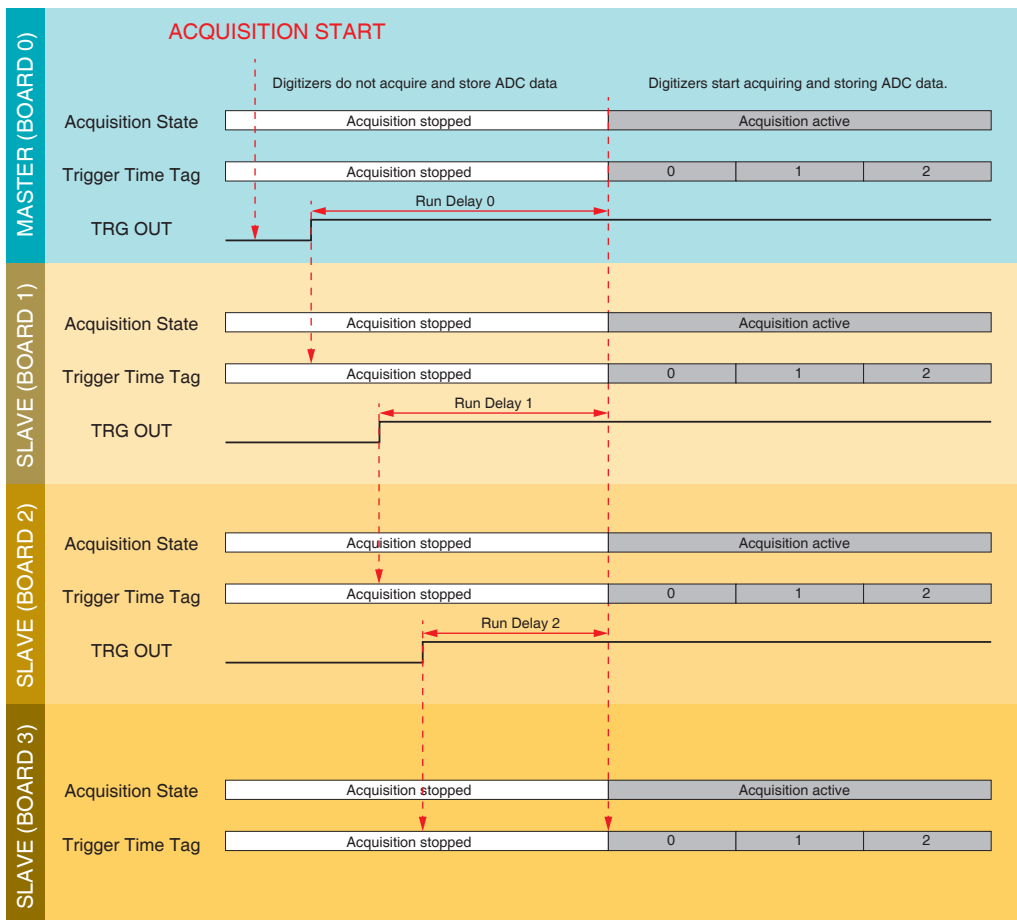 MASTER (BOARD 0)
ACQUISITION START
Digitizers do not acquire and store ADC data
Digitizers start acquiring and storing ADC data.
Acquisition State
Acquisition stopped
Acquisition active
Trigger Time Tag
Acquisition stopped
0
1
2
Run Delay 0
TRG OUT
SLAVE (BOARD 1)
Acquisition State
Acquisition stopped
Acquisition active
Trigger Time Tag
Acquisition stopped
0
1
2
Run Delay 1
TRG OUT
SLAVE (BOARD 2)
Acquisition State
Acquisition stopped
Acquisition active
Trigger Time Tag
Acquisition stopped
0
1
2
Run Delay 2
TRG OUT
SLAVE (BOARD 3)
Acquisition State
Acquisition stopped
Acquisition active
Trigger Time Tag
Acquisition stopped
0
1
2